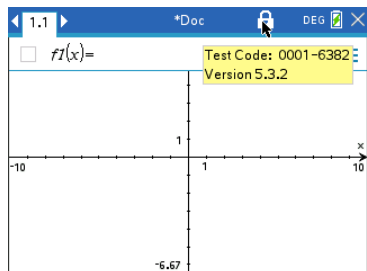 1.1 *Doc DEG
f1(x)= Test Code: 0001-6382
Version 5.3.2
1 x
-10 1 10
-6.67